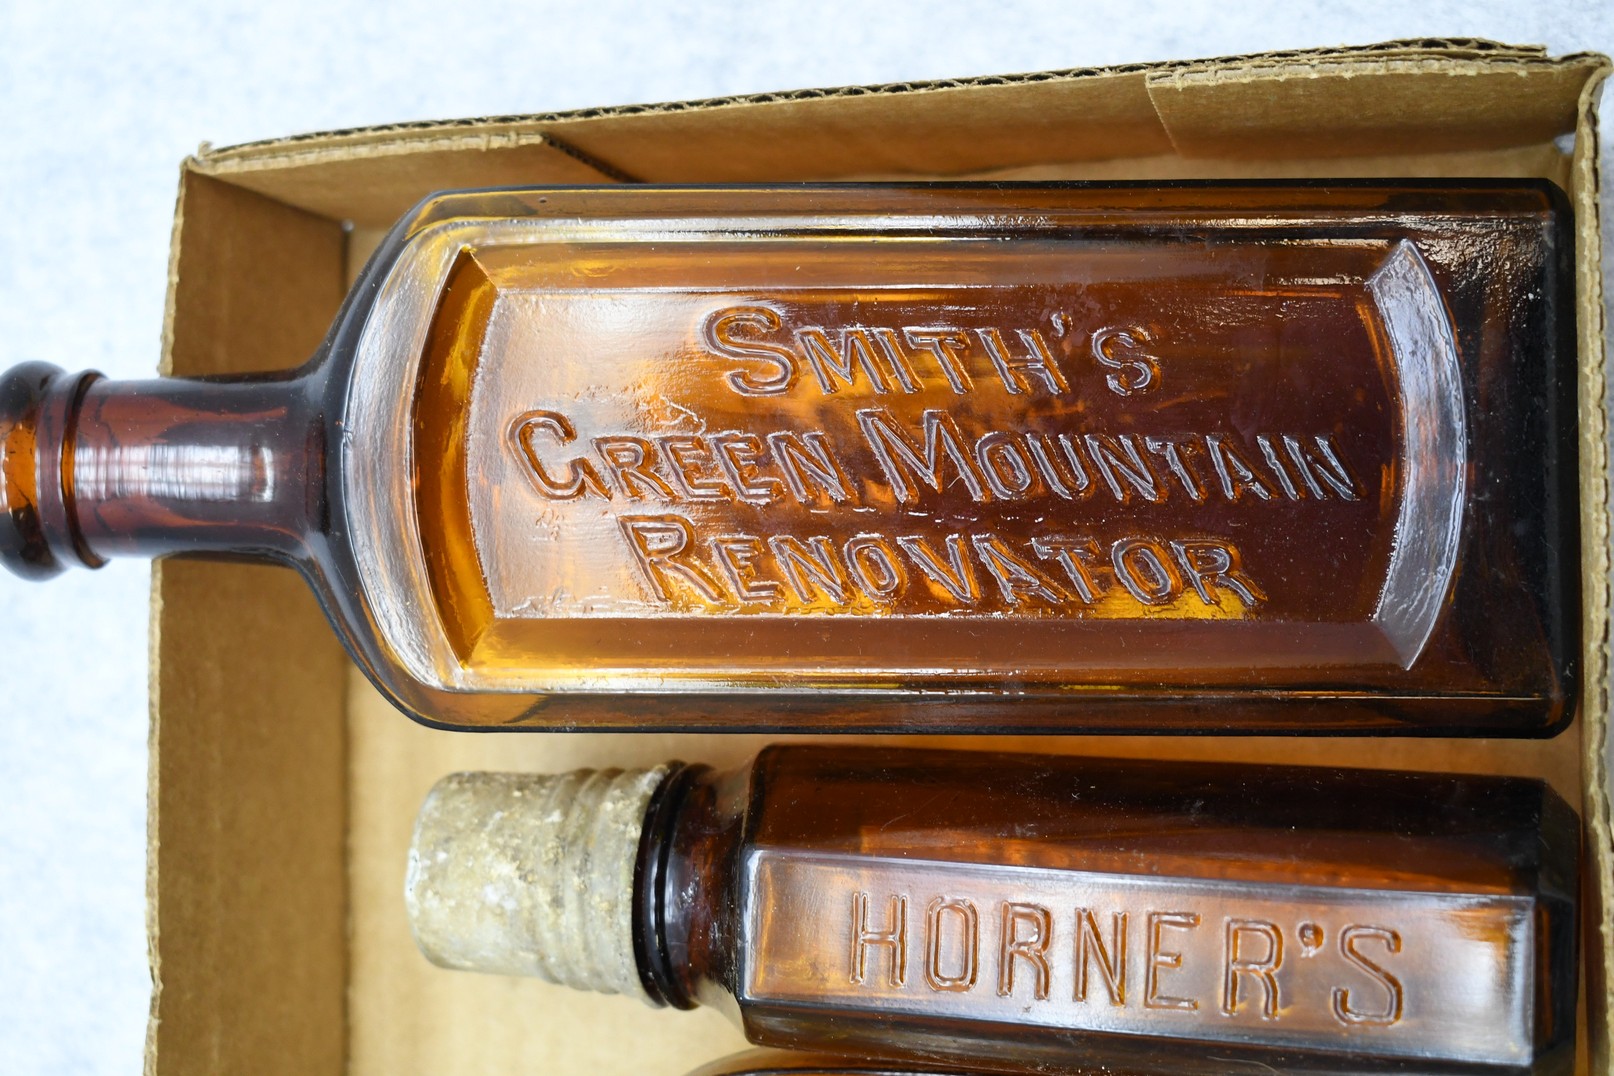 SMITH'S
GREEN MOUNTAIN
RENOVATOR
HORNER'S